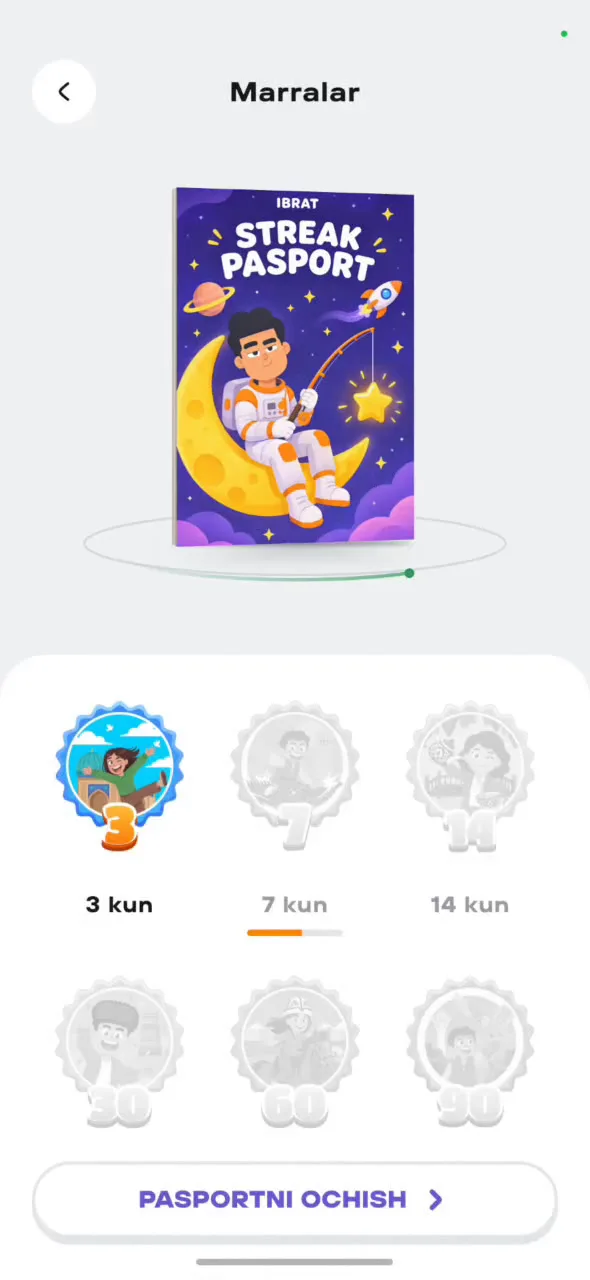 Marralar
IBRAT
STREAK
PASPORT
3
7
14
3 kun
7 kun
14 kun
30
60
90
PASPORTNI OCHISH